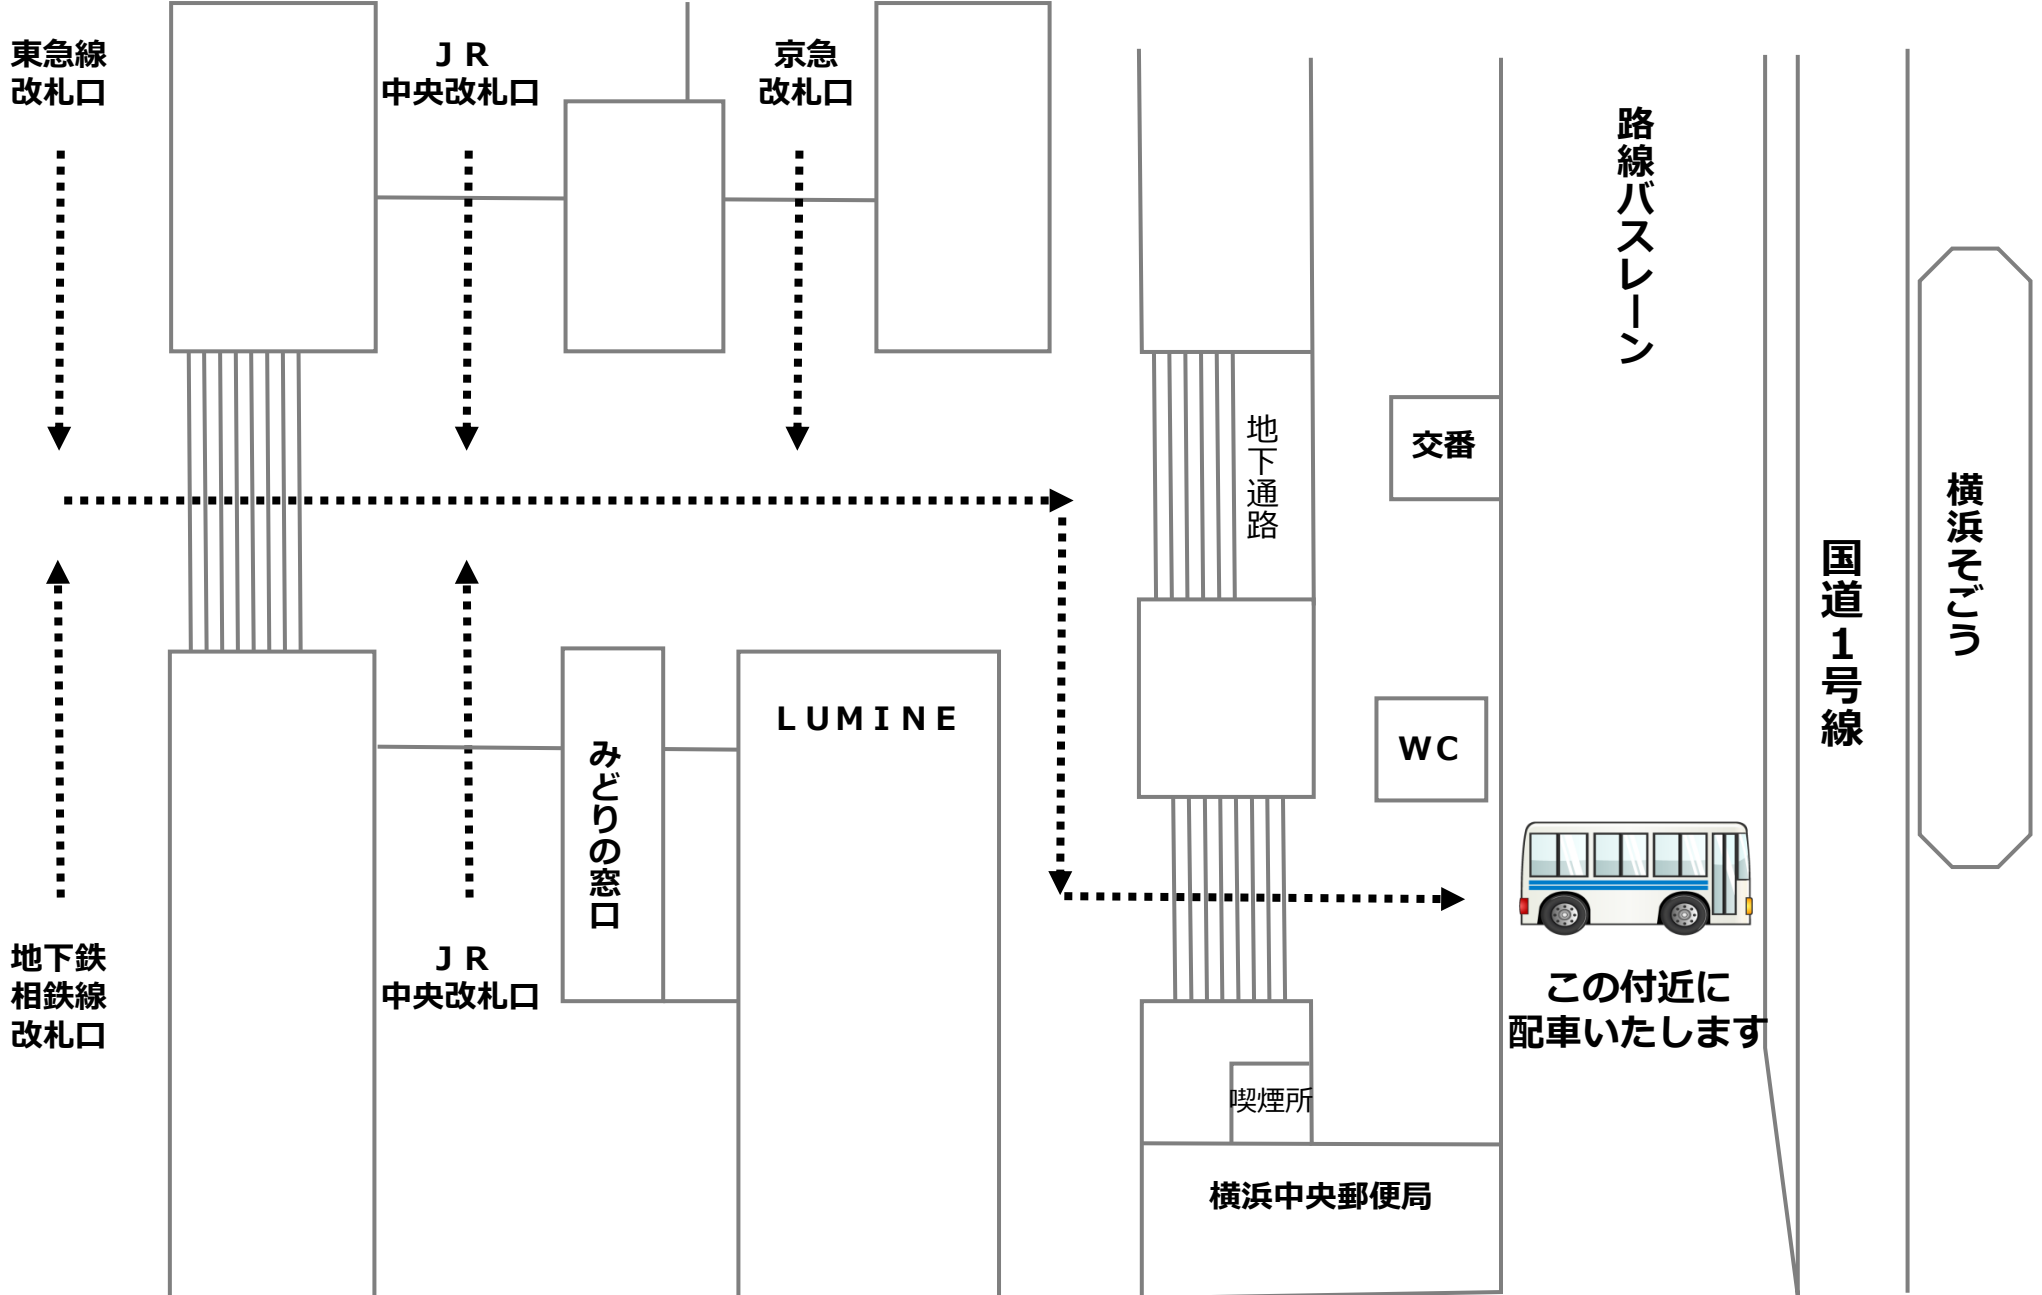 東急線
改札口
ＪＲ
中央改札口
京急
改札口
路線バスレーン
地下通路
交番
横浜そごう
国道１号線
ＬＵＭＩＮＥ
みどりの窓口
ＷＣ
地下鉄
相鉄線
改札口
ＪＲ
中央改札口
この付近に
配車いたします
喫煙所
横浜中央郵便局